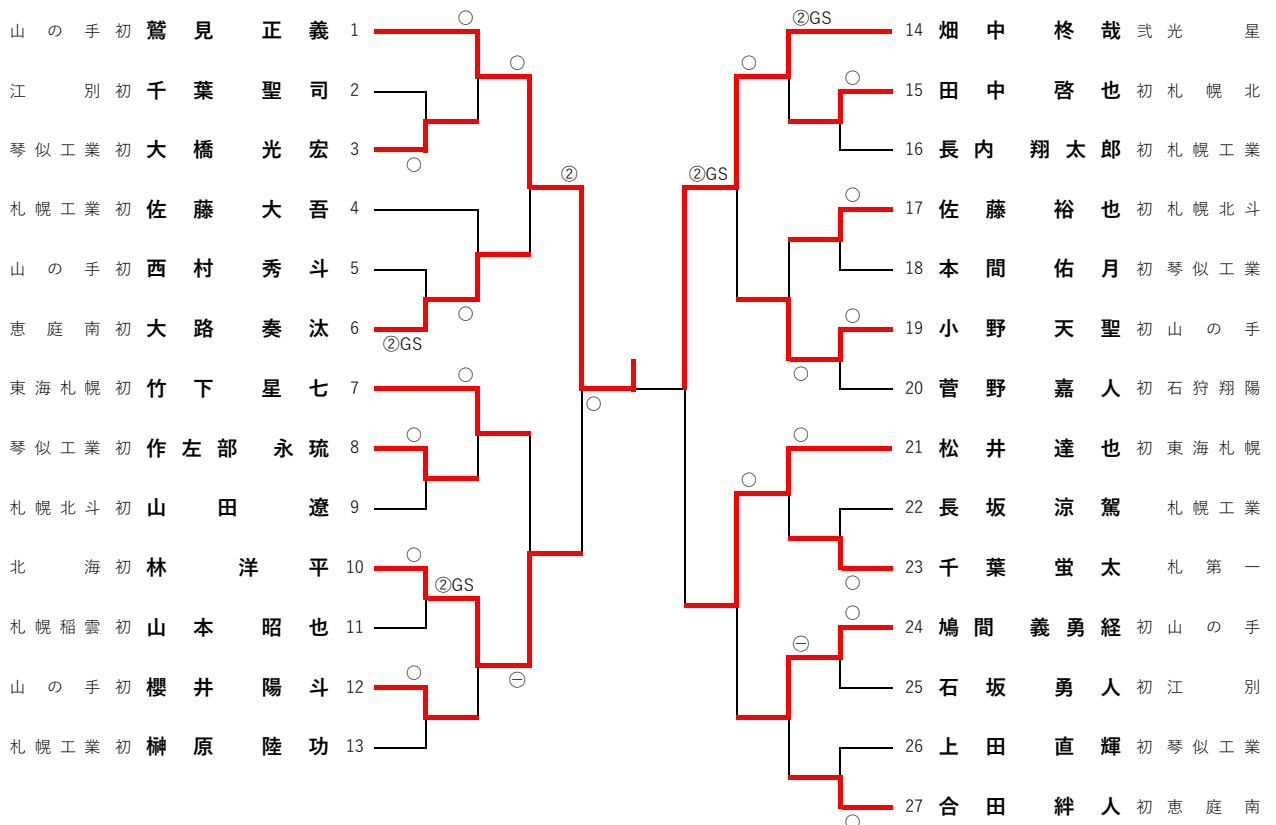 山の手 初 鷲見 正義 1
江別 初 千葉 聖司 2
琴似工業 初 大橋 光宏 3
札幌工業 初 佐藤 大吾 4
山の手 初 西村 秀斗 5
恵庭南 初 大路 奏汰 6
東海札幌 初 竹下 星七 7
琴似工業 初 作左部 永琉 8
札幌北斗 初 山田 遼 9
北海 初 林 洋平 10
札幌稲雲 初 山本 昭也 11
山の手 初 櫻井 陽斗 12
札幌工業 初 榊原 陸功 13
○
○
○
②
○
②GS
○
○
○
○
②GS
○
㊀
○
②GS
○
○
②GS
○
○
○
○
○
○
○
㊀
○
14 畑中 柊哉 弐 光星
15 田中 啓也 初 札幌北
16 長内 翔太郎 初 札幌工業
17 佐藤 裕也 初 札幌北斗
18 本間 佑月 初 琴似工業
19 小野 天聖 初 山の手
20 菅野 嘉人 初 石狩翔陽
21 松井 達也 初 東海札幌
22 長坂 涼駕 札幌工業
23 千葉 蛍太 札第一
24 鳩間 義勇経 初 山の手
25 石坂 勇人 初 江別
26 上田 直輝 初 琴似工業
27 合田 絆人 初 恵庭南